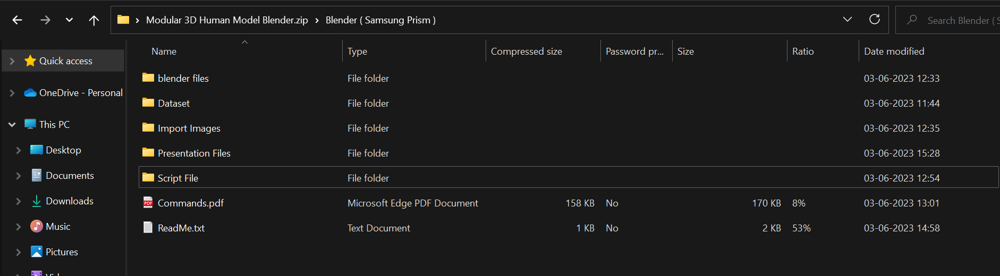 Modular 3D Human Model Blender.zip > Blender ( Samsung Prism )
Search Blender ( S
Name Type Compressed size Password pr... Size Ratio Date modified
Quick access
OneDrive - Personal
This PC
Desktop
Documents
Downloads
Music
Pictures
blender files File folder 03-06-2023 12:33
Dataset File folder 03-06-2023 11:44
Import Images File folder 03-06-2023 12:35
Presentation Files File folder 03-06-2023 15:28
Script File File folder 03-06-2023 12:54
PDF Commands.pdf Microsoft Edge PDF Document 158 KB No 170 KB 8% 03-06-2023 13:01
ReadMe.txt Text Document 1 KB No 2 KB 53% 03-06-2023 14:58